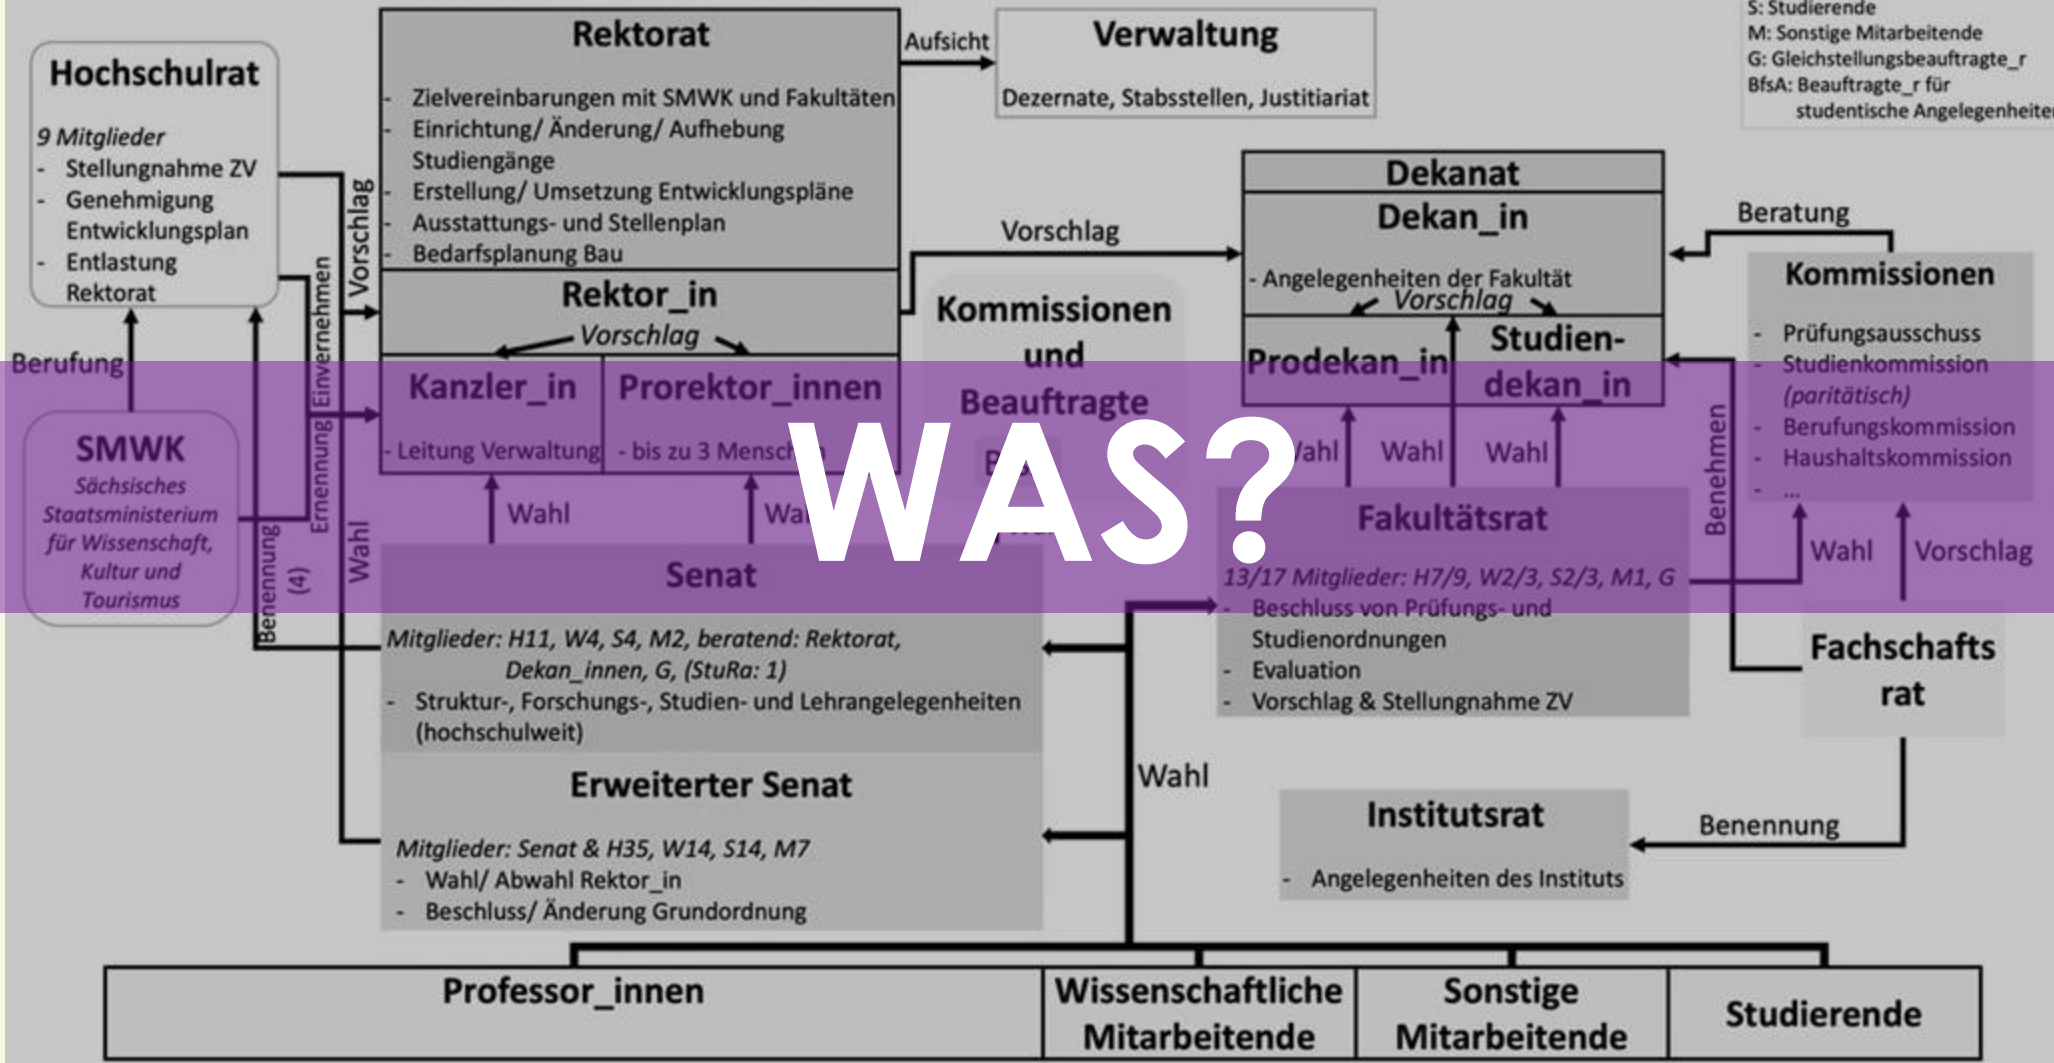 S: Studierende
M: Sonstige Mitarbeitende
G: Gleichstellungsbeauftragte_r
BfsA: Beauftragte_r für
studentische Angelegenheiten
Hochschulrat
9 Mitglieder
- Stellungnahme ZV
- Genehmigung
Entwicklungsplan
- Entlastung
Rektorat
Rektorat
- Zielvereinbarungen mit SMWK und Fakultäten
- Einrichtung/ Änderung/ Aufhebung
Studiengänge
- Erstellung/ Umsetzung Entwicklungspläne
- Ausstattungs- und Stellenplan
- Bedarfsplanung Bau
Rektor_in
Vorschlag
Kanzler_in
- Leitung Verwaltung
Prorektor_innen
- bis zu 3 Menschen
Aufsicht
Verwaltung
Dezernate, Stabsstellen, Justitiariat
Vorschlag
Vorschlag
Einvernehmen
Ernennung
Wahl
Benennung
(4)
Berufung
SMWK
Sächsisches
Staatsministerium
für Wissenschaft,
Kultur und
Tourismus
Kommissionen
und
Beauftragte
WAS?
Dekanat
Dekan_in
- Angelegenheiten der Fakultät
Vorschlag
Prodekan_in
Studien-
dekan_in
Beratung
Kommissionen
- Prüfungsausschuss
- Studienkommission
(paritätisch)
- Berufungskommission
- Haushaltskommission
- ...
Wahl
Wahl
Wahl
Wahl
Wahl
Benehmen
Senat
Mitglieder: H11, W4, S4, M2, beratend: Rektorat,
Dekan_innen, G, (StuRa: 1)
- Struktur-, Forschungs-, Studien- und Lehrangelegenheiten
(hochschulweit)
Erweiterter Senat
Mitglieder: Senat & H35, W14, S14, M7
- Wahl/ Abwahl Rektor_in
- Beschluss/ Änderung Grundordnung
Fakultätsrat
13/17 Mitglieder: H7/9, W2/3, S2/3, M1, G
- Beschluss von Prüfungs- und
Studienordnungen
- Evaluation
- Vorschlag & Stellungnahme ZV
Wahl
Vorschlag
Fachschafts
rat
Wahl
Institutsrat
- Angelegenheiten des Instituts
Benennung
Professor_innen
Wissenschaftliche
Mitarbeitende
Sonstige
Mitarbeitende
Studierende